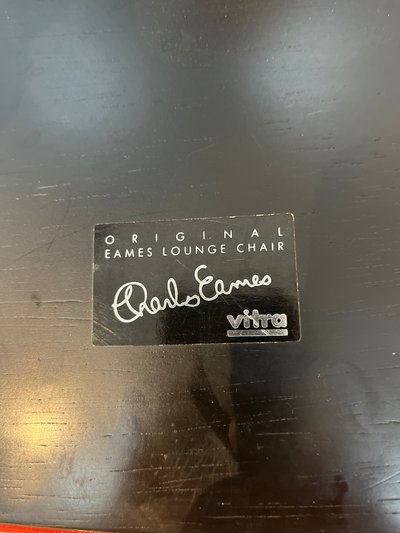 ORIGINAL
EAMES LOUNGE CHAIR
Charles Eames
vitra